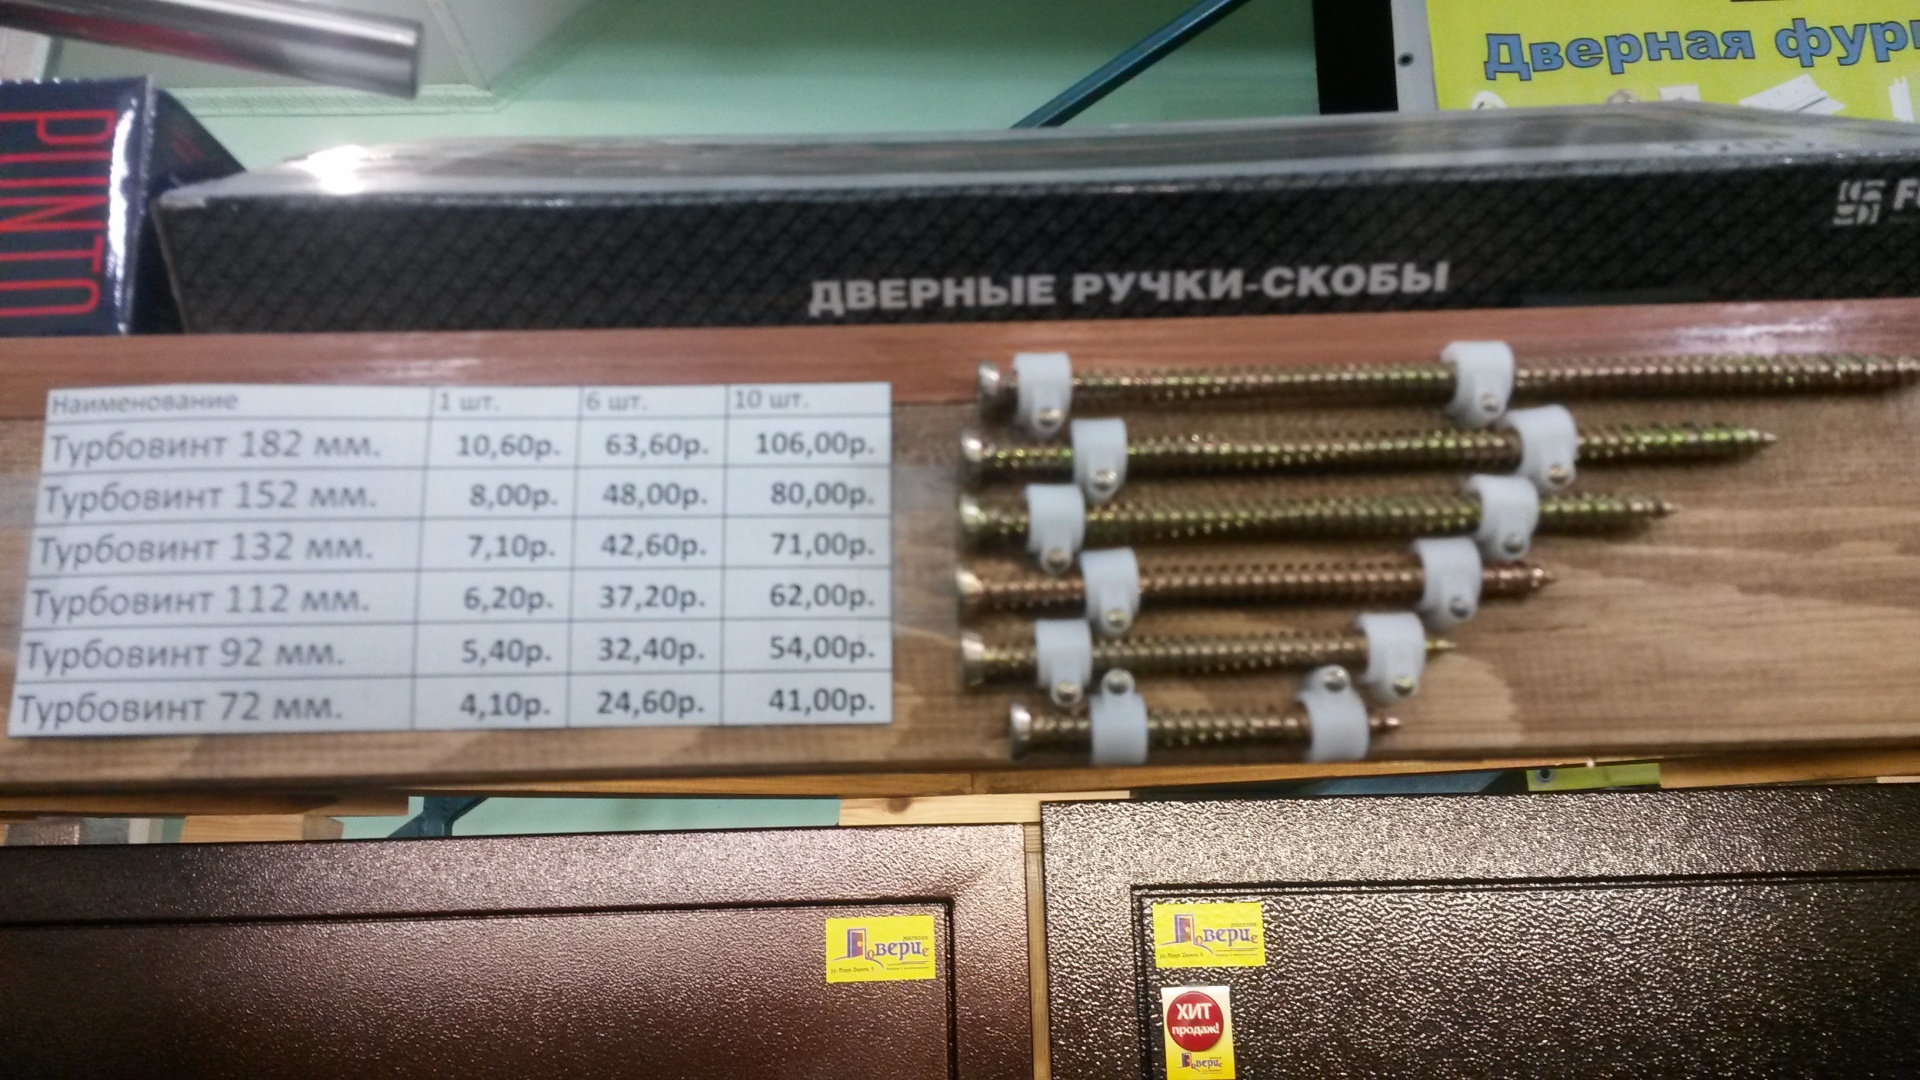 Дверная
PUNTO
ДВЕРНЫЕ РУЧКИ-СКОБЫ
Наименование 1 шт. 6 шт. 10 шт.
Турбовинт 182 мм. 10,60р. 63,60р. 106,00р.
Турбовинт 152 мм. 8,00р. 48,00р. 80,00р.
Турбовинт 132 мм. 7,10р. 42,60р. 71,00р.
Турбовинт 112 мм. 6,20р. 37,20р. 62,00р.
Турбовинт 92 мм. 5,40р. 32,40р. 54,00р.
Турбовинт 72 мм. 4,10р. 24,60р. 41,00р.
ХИТ
продаж!